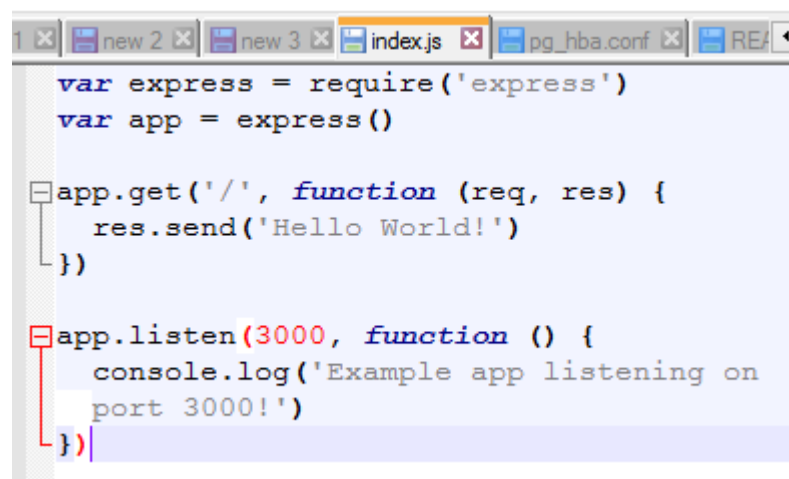 1 new 2 new 3 index.js pg_hba.conf REA
var express = require('express')
var app = express()
app.get('/', function (req, res) {
res.send('Hello World!')
})
app.listen(3000, function () {
console.log('Example app listening on
port 3000!')
})